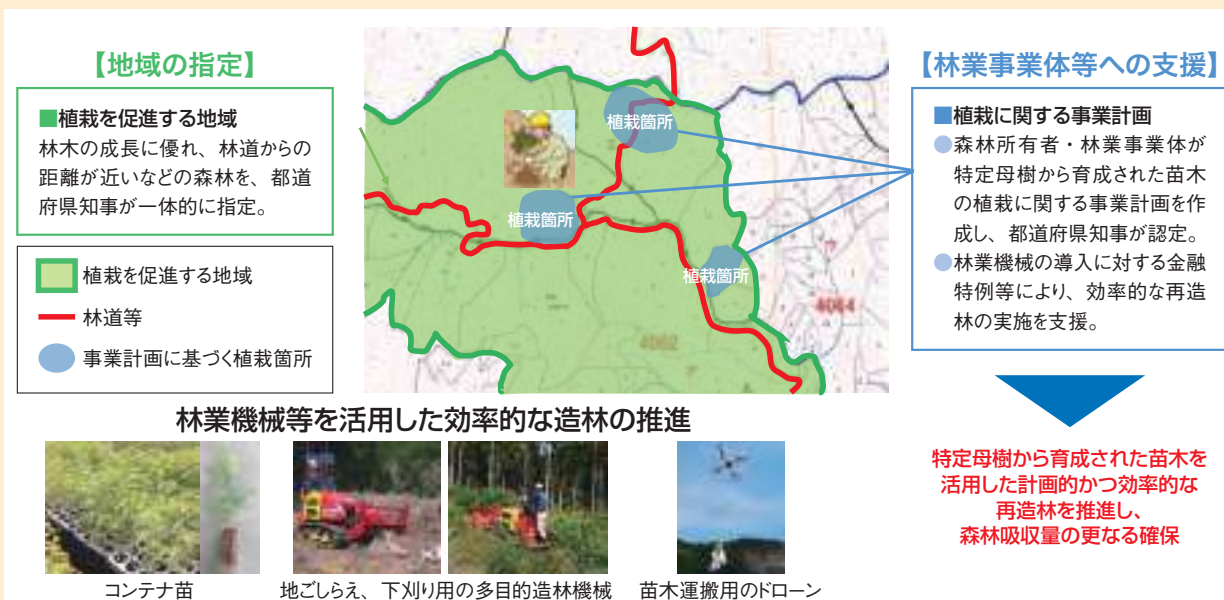 【地域の指定】
■植栽を促進する地域
林木の成長に優れ、林道からの
距離が近いなどの森林を、都道
府県知事が一体的に指定。
植栽を促進する地域
林道等
事業計画に基づく植栽箇所
植栽箇所
植栽箇所
植栽箇所
4062
4064
【林業事業体等への支援】
■植栽に関する事業計画
●森林所有者・林業事業体が
特定母樹から育成された苗木
の植栽に関する事業計画を作
成し、都道府県知事が認定。
●林業機械の導入に対する金融
特例等により、効率的な再造
林の実施を支援。
特定母樹から育成された苗木を
活用した計画的かつ効率的な
再造林を推進し、
森林吸収量の更なる確保
林業機械等を活用した効率的な造林の推進
コンテナ苗
地ごしらえ、下刈り用の多目的造林機械
苗木運搬用のドローン